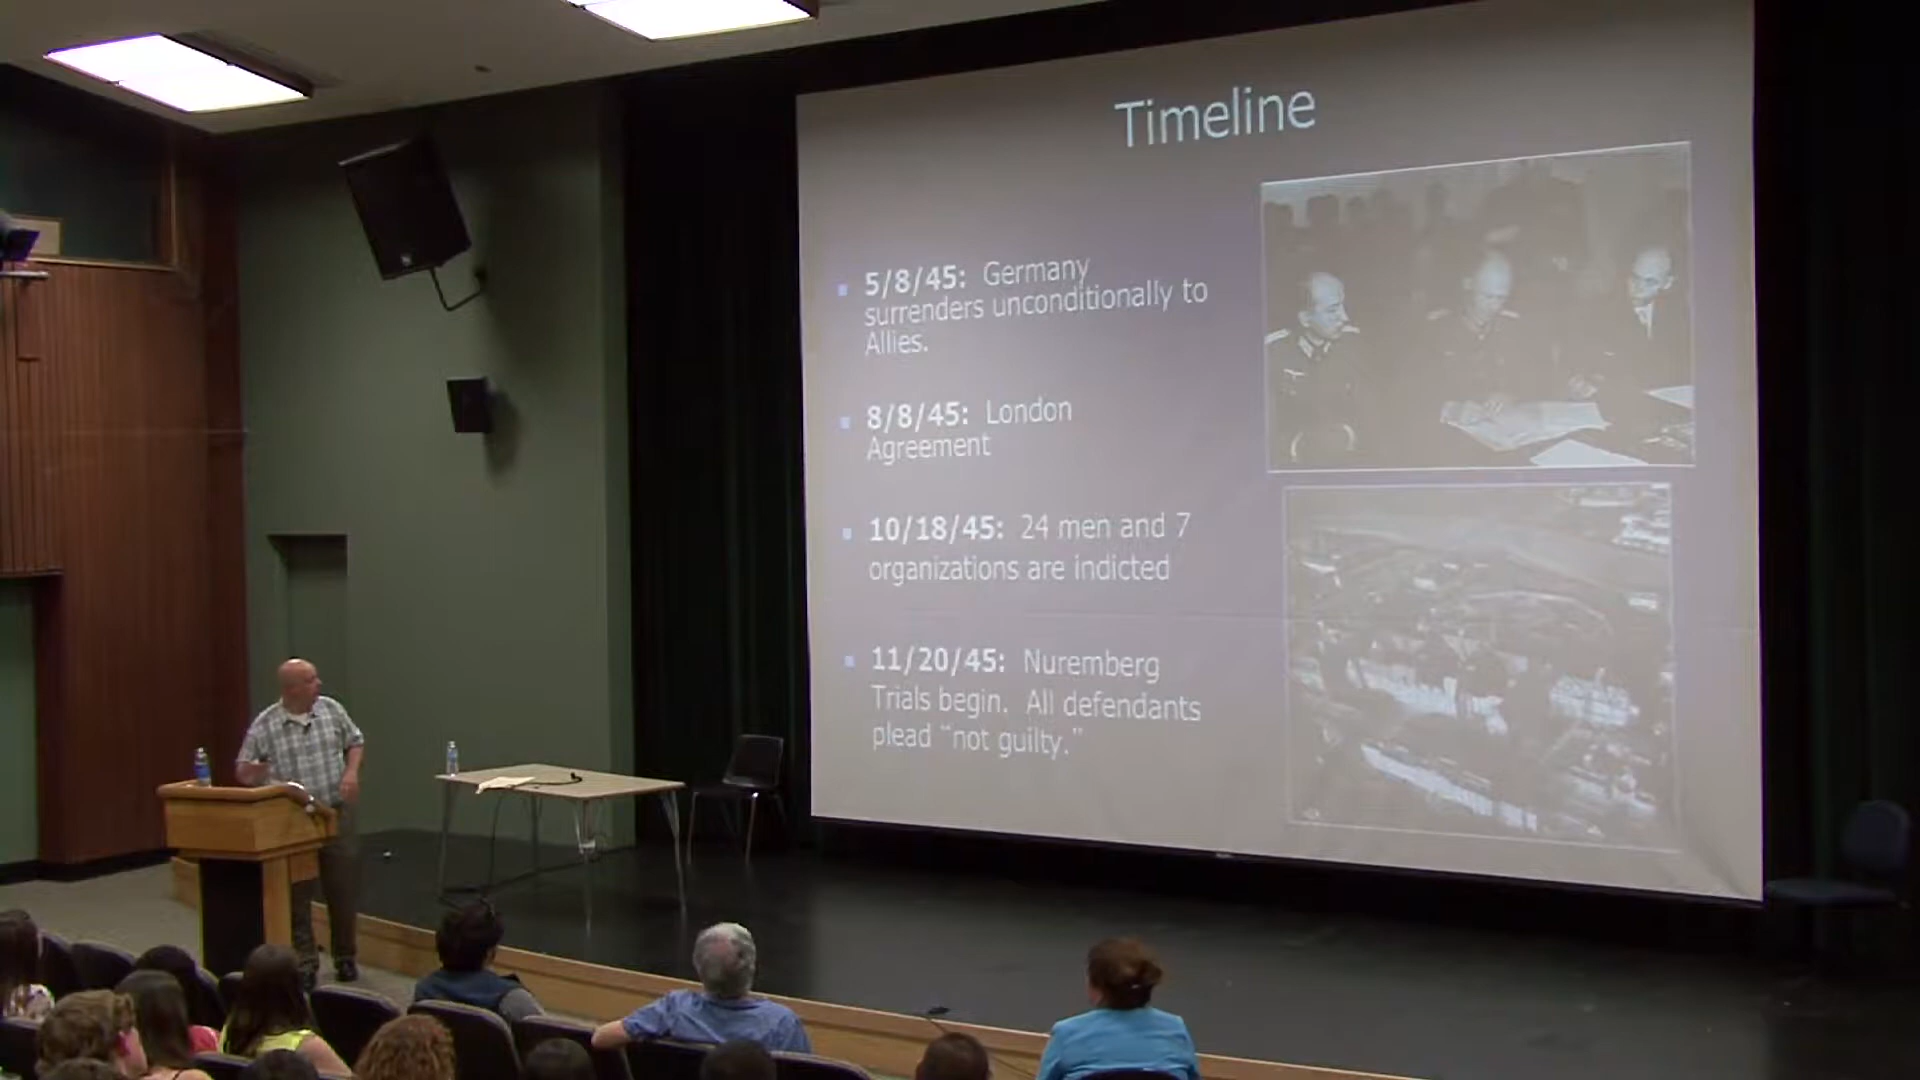 Timeline
5/8/45: Germany
surrenders unconditionally to
Allies.
8/8/45: London
Agreement
10/18/45: 24 men and 7
organizations are indicted
11/20/45: Nuremberg
Trials begin. All defendants
plead “not guilty.”